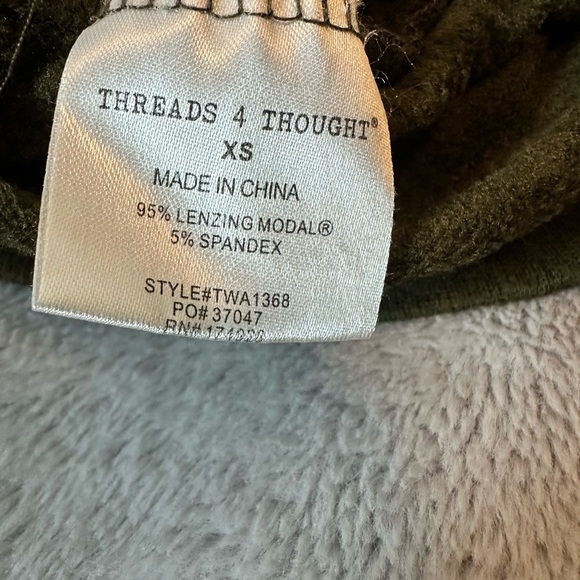 THREADS 4 THOUGHT®
XS
MADE IN CHINA
95% LENZING MODAL®
5% SPANDEX
STYLE#TWA1368
PO# 37047